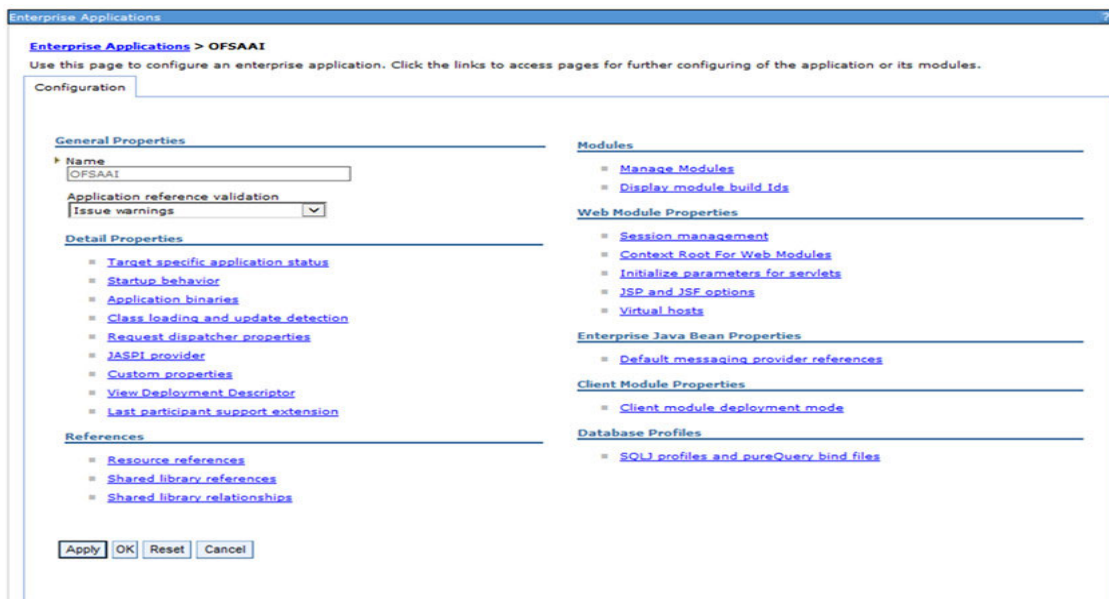 Enterprise Applications
?
Enterprise Applications > OFSAAI
Use this page to configure an enterprise application. Click the links to access pages for further configuring of the application or its modules.
Configuration
General Properties
Name
OFSAAI
Application reference validation
Issue warnings
Detail Properties
Target specific application status
Startup behavior
Application binaries
Class loading and update detection
Request dispatcher properties
JASPI provider
Custom properties
View Deployment Descriptor
Last participant support extension
References
Resource references
Shared library references
Shared library relationships
Modules
Manage Modules
Display module build Ids
Web Module Properties
Session management
Context Root For Web Modules
Initialize parameters for servlets
JSP and JSF options
Virtual hosts
Enterprise Java Bean Properties
Default messaging provider references
Client Module Properties
Client module deployment mode
Database Profiles
SQLJ profiles and pureQuery bind files
Apply OK Reset Cancel